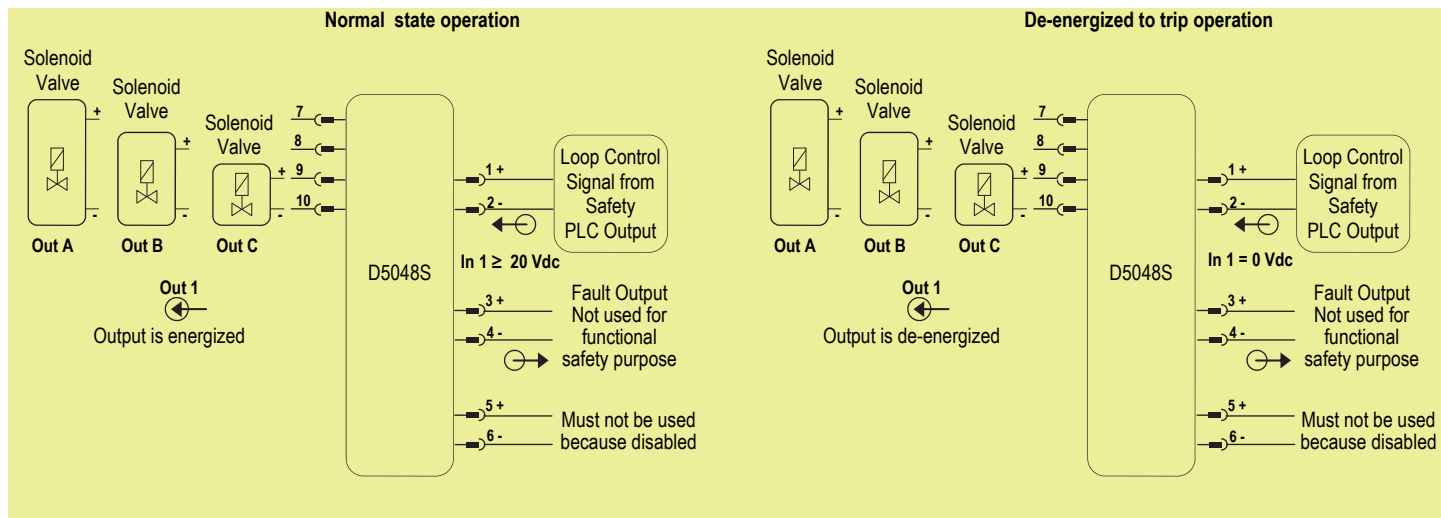 Normal state operation
Solenoid
Valve
+
-
Out A
Solenoid
Valve
+
-
Out B
Solenoid
Valve
+
-
Out C
7
8
9
10
D5048S
1 +
2 -
Loop Control
Signal from
Safety
PLC Output
In 1 ≥ 20 Vdc
Out 1
Output is energized
3 +
4 -
Fault Output
Not used for
functional
safety purpose
5 +
6 -
Must not be used
because disabled
De-energized to trip operation
Solenoid
Valve
+
-
Out A
Solenoid
Valve
+
-
Out B
Solenoid
Valve
+
-
Out C
7
8
9
10
D5048S
1 +
2 -
Loop Control
Signal from
Safety
PLC Output
In 1 = 0 Vdc
Out 1
Output is de-energized
3 +
4 -
Fault Output
Not used for
functional
safety purpose
5 +
6 -
Must not be used
because disabled